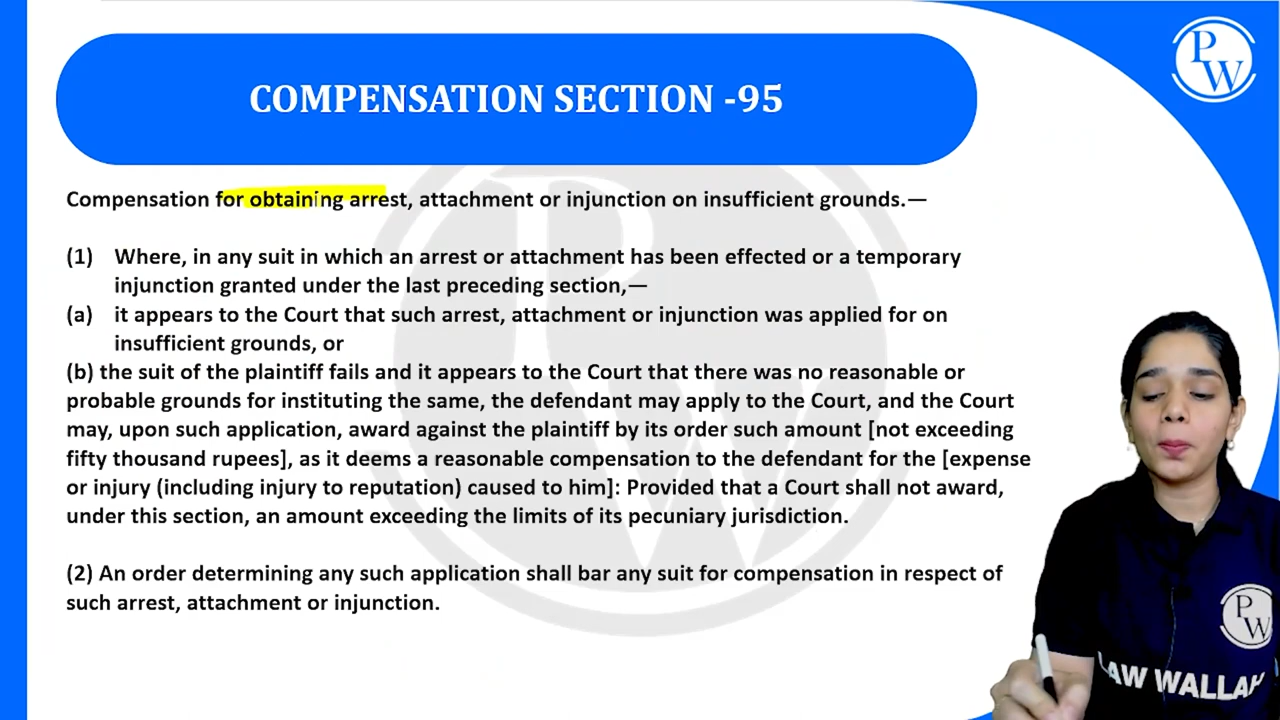 PW
COMPENSATION SECTION -95
Compensation for obtaining arrest, attachment or injunction on insufficient grounds.—
(1) Where, in any suit in which an arrest or attachment has been effected or a temporary
injunction granted under the last preceding section,—
(a) it appears to the Court that such arrest, attachment or injunction was applied for on
insufficient grounds, or
(b) the suit of the plaintiff fails and it appears to the Court that there was no reasonable or
probable grounds for instituting the same, the defendant may apply to the Court, and the Court
may, upon such application, award against the plaintiff by its order such amount [not exceeding
fifty thousand rupees], as it deems a reasonable compensation to the defendant for the [expense
or injury (including injury to reputation) caused to him]: Provided that a Court shall not award,
under this section, an amount exceeding the limits of its pecuniary jurisdiction.
(2) An order determining any such application shall bar any suit for compensation in respect of
such arrest, attachment or injunction.
PW
LAW WALLAH